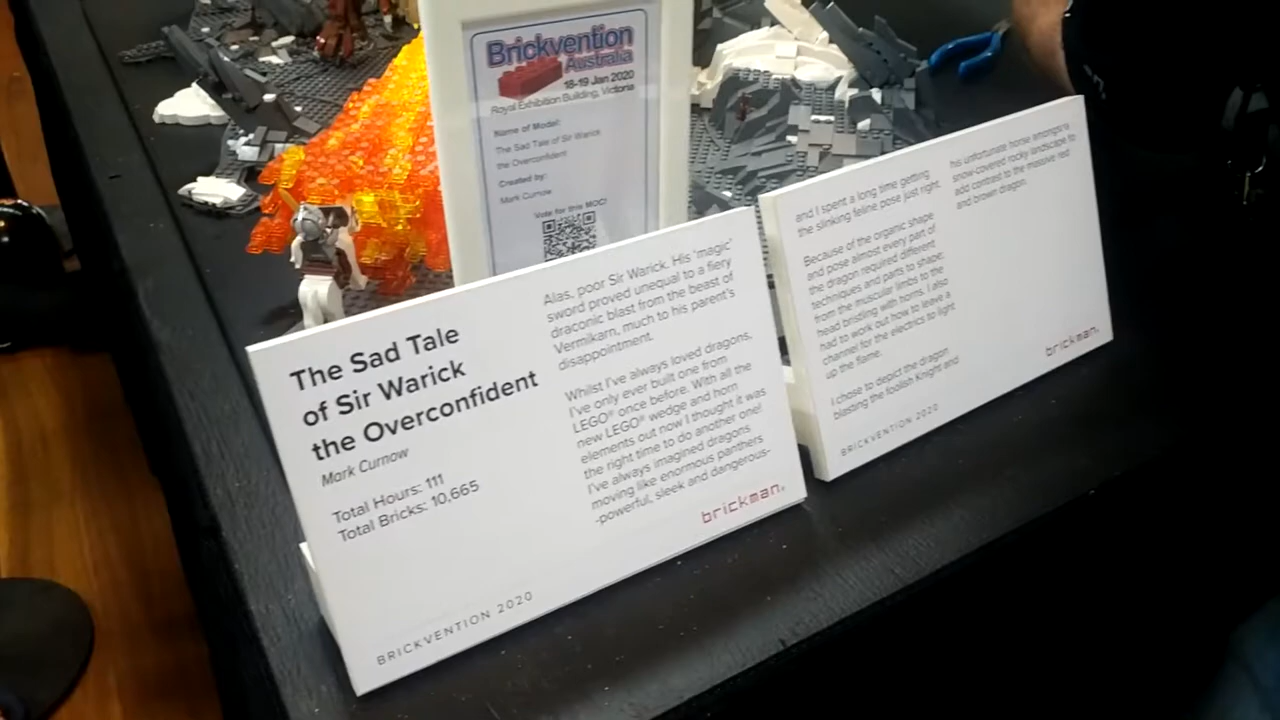 Brickvention
Australia
18-19 Jan 2020
Royal Exhibition Building, Victoria
Name of Model:
The Sad Tale of Sir Warick
the Overconfident
Created by:
Mark Curnow
Vote for this MOC!
The Sad Tale
of Sir Warick
the Overconfident
Mark Curnow
Total Hours: 111
Total Bricks: 10,665
BRICKVENTION 2020
Alas, poor Sir Warick. His 'magic'
sword proved unequal to a fiery
draconic blast from the beast of
Vermikarn, much to his parent's
disappointment.
Whilst I've always loved dragons,
I've only ever built one from
LEGO® once before. With all the
new LEGO® wedge and horn
elements out now I thought it was
the right time to do another one!
I've always imagined dragons
moving like enormous panthers
-powerful, sleek and dangerous-
brickman.
and I spent a long time getting
the slinking feline pose just right.
Because of the organic shape
and pose almost every part of
the dragon required different
techniques and parts to shape;
from the muscular limbs to the
head bristling with horns. I also
had to work out how to leave a
channel for the electrics to light
up the flame.
I chose to depict the dragon
blasting the foolish Knight and
BRICKVENTION 2020
his unfortunate horse amongst a
snow-covered rocky landscape to
add contrast to the massive red
and brown dragon.
brickman.